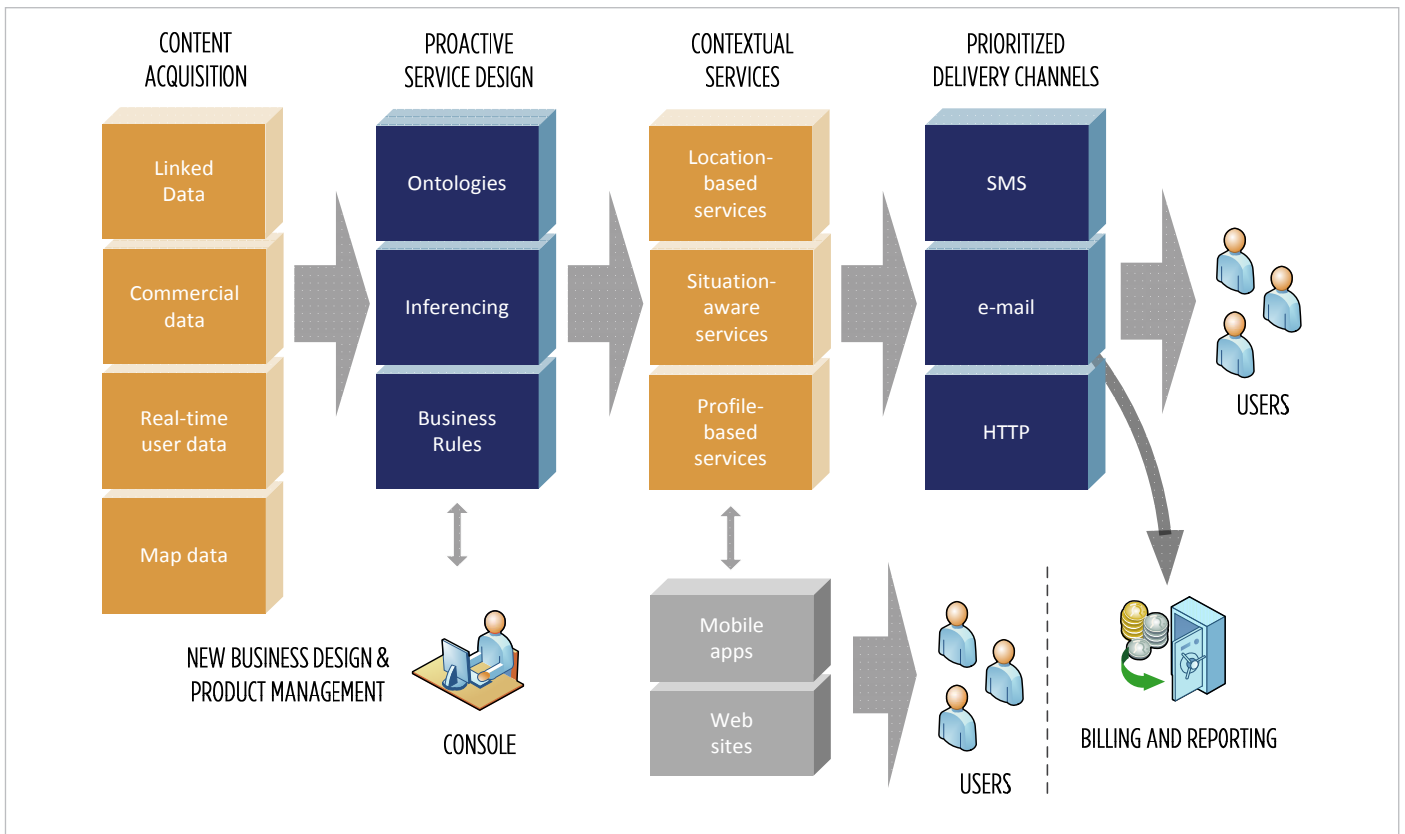 CONTENT
ACQUISITION
PROACTIVE
SERVICE DESIGN
CONTEXTUAL
SERVICES
PRIORITIZED
DELIVERY CHANNELS
Linked
Data
Commercial
data
Real-time
user data
Map data
Ontologies
Inferencing
Business
Rules
Location-
based
services
Situation-
aware
services
Profile-
based
services
SMS
e-mail
HTTP
USERS
NEW BUSINESS DESIGN &
PRODUCT MANAGEMENT
CONSOLE
Mobile
apps
Web
sites
USERS
BILLING AND REPORTING